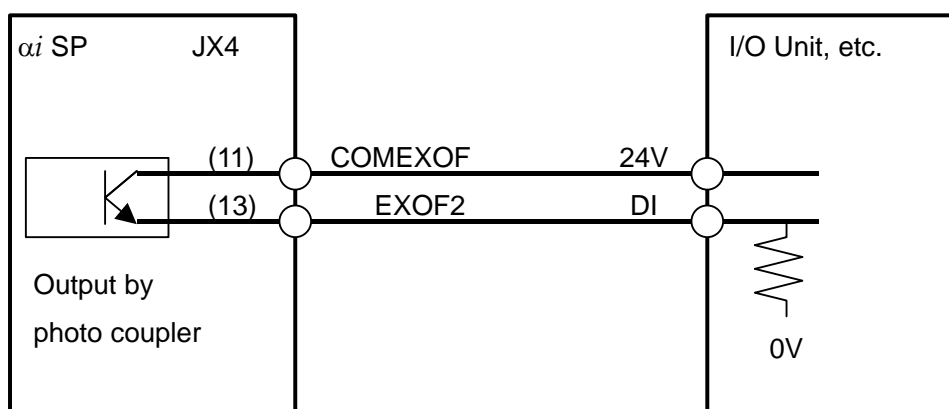 αi SP JX4 I/O Unit, etc.
(11) COMEXOF 24V
(13) EXOF2 DI
Output by
photo coupler
0V